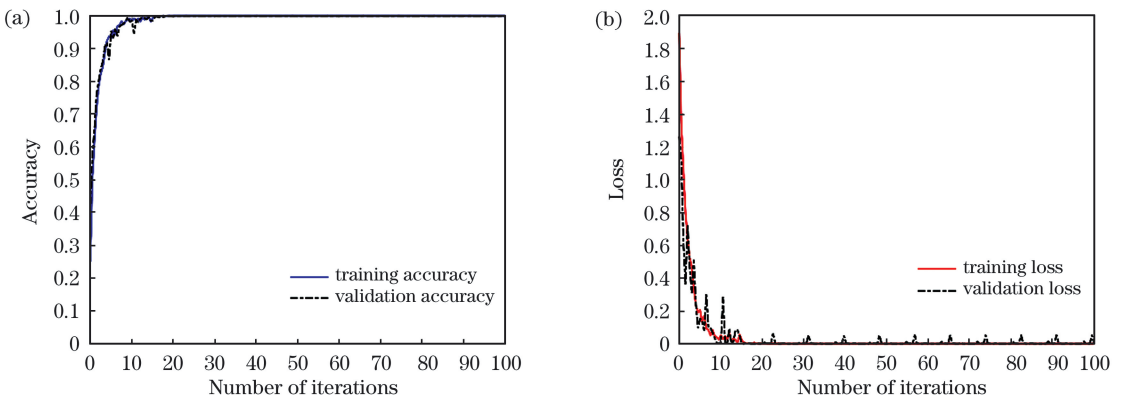 (a)
1.0
0.9
0.8
0.7
0.6
0.5
0.4
0.3
0.2
0.1
0
Accuracy
training accuracy
validation accuracy
0 10 20 30 40 50 60 70 80 90 100
Number of iterations
(b)
2.0
1.8
1.6
1.4
1.2
1.0
0.8
0.6
0.4
0.2
0
Loss
training loss
validation loss
0 10 20 30 40 50 60 70 80 90 100
Number of iterations